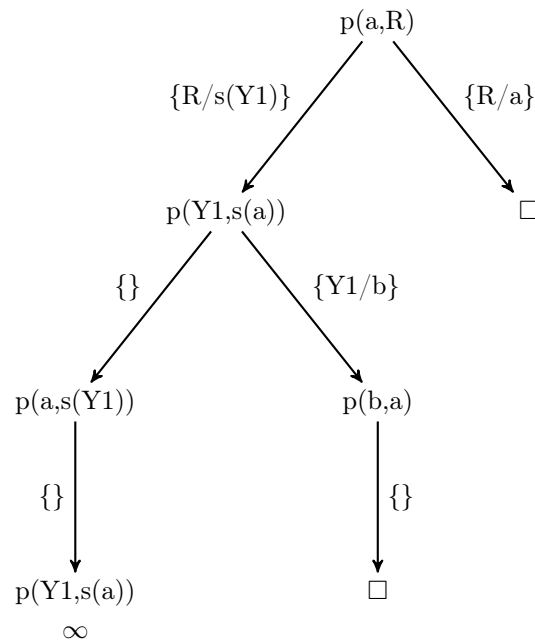 p(a,R)
{R/s(Y1)} {R/a}
p(Y1,s(a)) □
{} {Y1/b}
p(a,s(Y1)) p(b,a)
{} {}
p(Y1,s(a)) □
∞